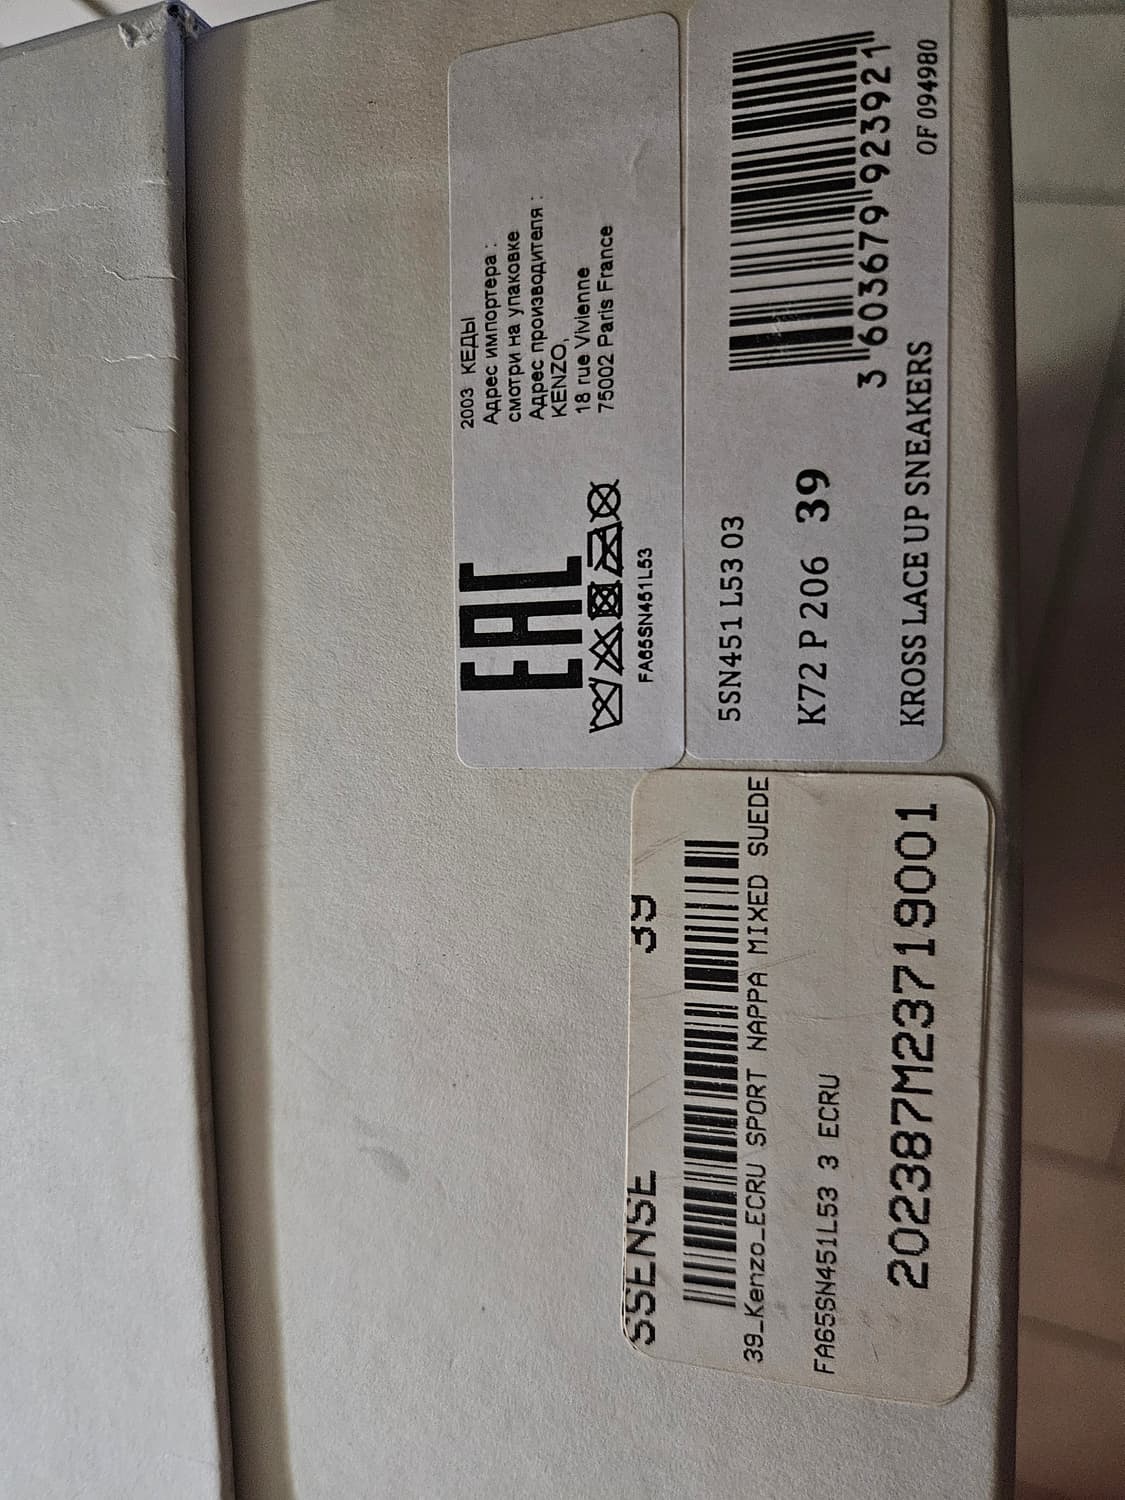 SSENSE 39
39_Kenzo_ECRU SPORT NAPPA MIXED SUEDE
FA65SN451L53 3 ECRU
202387M23719001
EAC
FA65SN451L53
2003 КЕДЫ
Адрес импортера :
смотри на упаковке
Адрес производителя :
KENZO,
18 rue Vivienne
75002 Paris France
5SN451 L53 03
K72 P 206 39
3 603679 923921
KROSS LACE UP SNEAKERS OF 094980